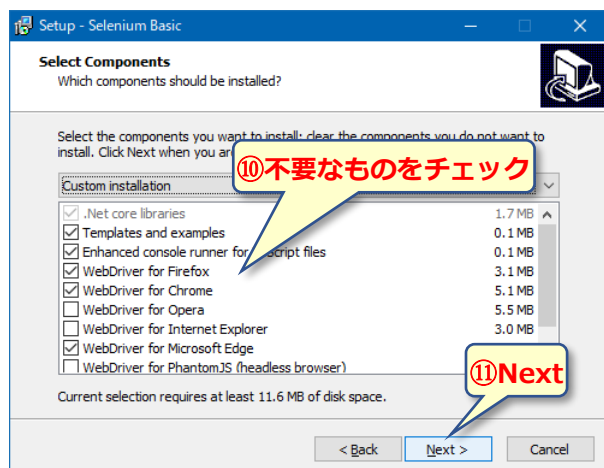 Setup - Selenium Basic
Select Components
Which components should be installed?
Select the components you want to install; clear the components you do not want to
install. Click Next when you are
⑩不要なものをチェック
Custom installation
.Net core libraries 1.7 MB
Templates and examples 0.1 MB
Enhanced console runner for files 0.1 MB
WebDriver for Firefox 3.1 MB
WebDriver for Chrome 5.1 MB
WebDriver for Opera 5.5 MB
WebDriver for Internet Explorer 3.0 MB
WebDriver for Microsoft Edge
WebDriver for PhantomJS (headless browser)
⑪Next
Current selection requires at least 11.6 MB of disk space.
< Back Next > Cancel